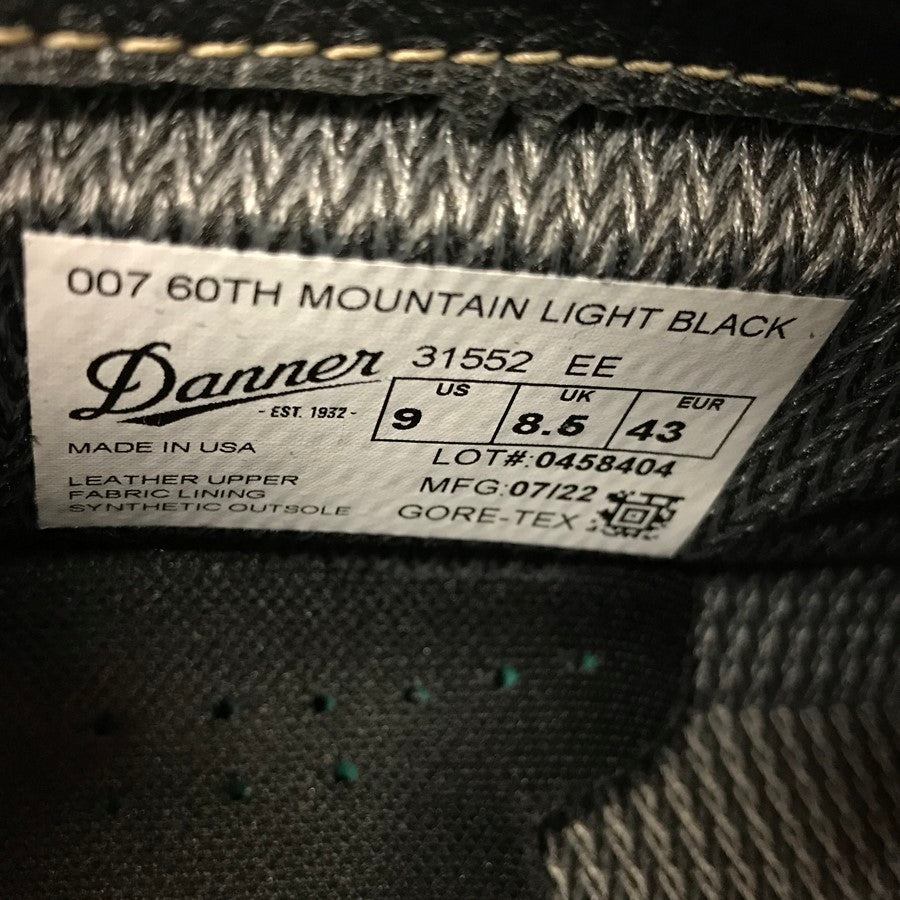 007 60TH MOUNTAIN LIGHT BLACK
Danner
- EST. 1932 -
31552 EE
US UK EUR
9 8.5 43
MADE IN USA
LOT#:0458404
LEATHER UPPER
FABRIC LINING
SYNTHETIC OUTSOLE
MFG:07/22
GORE-TEX